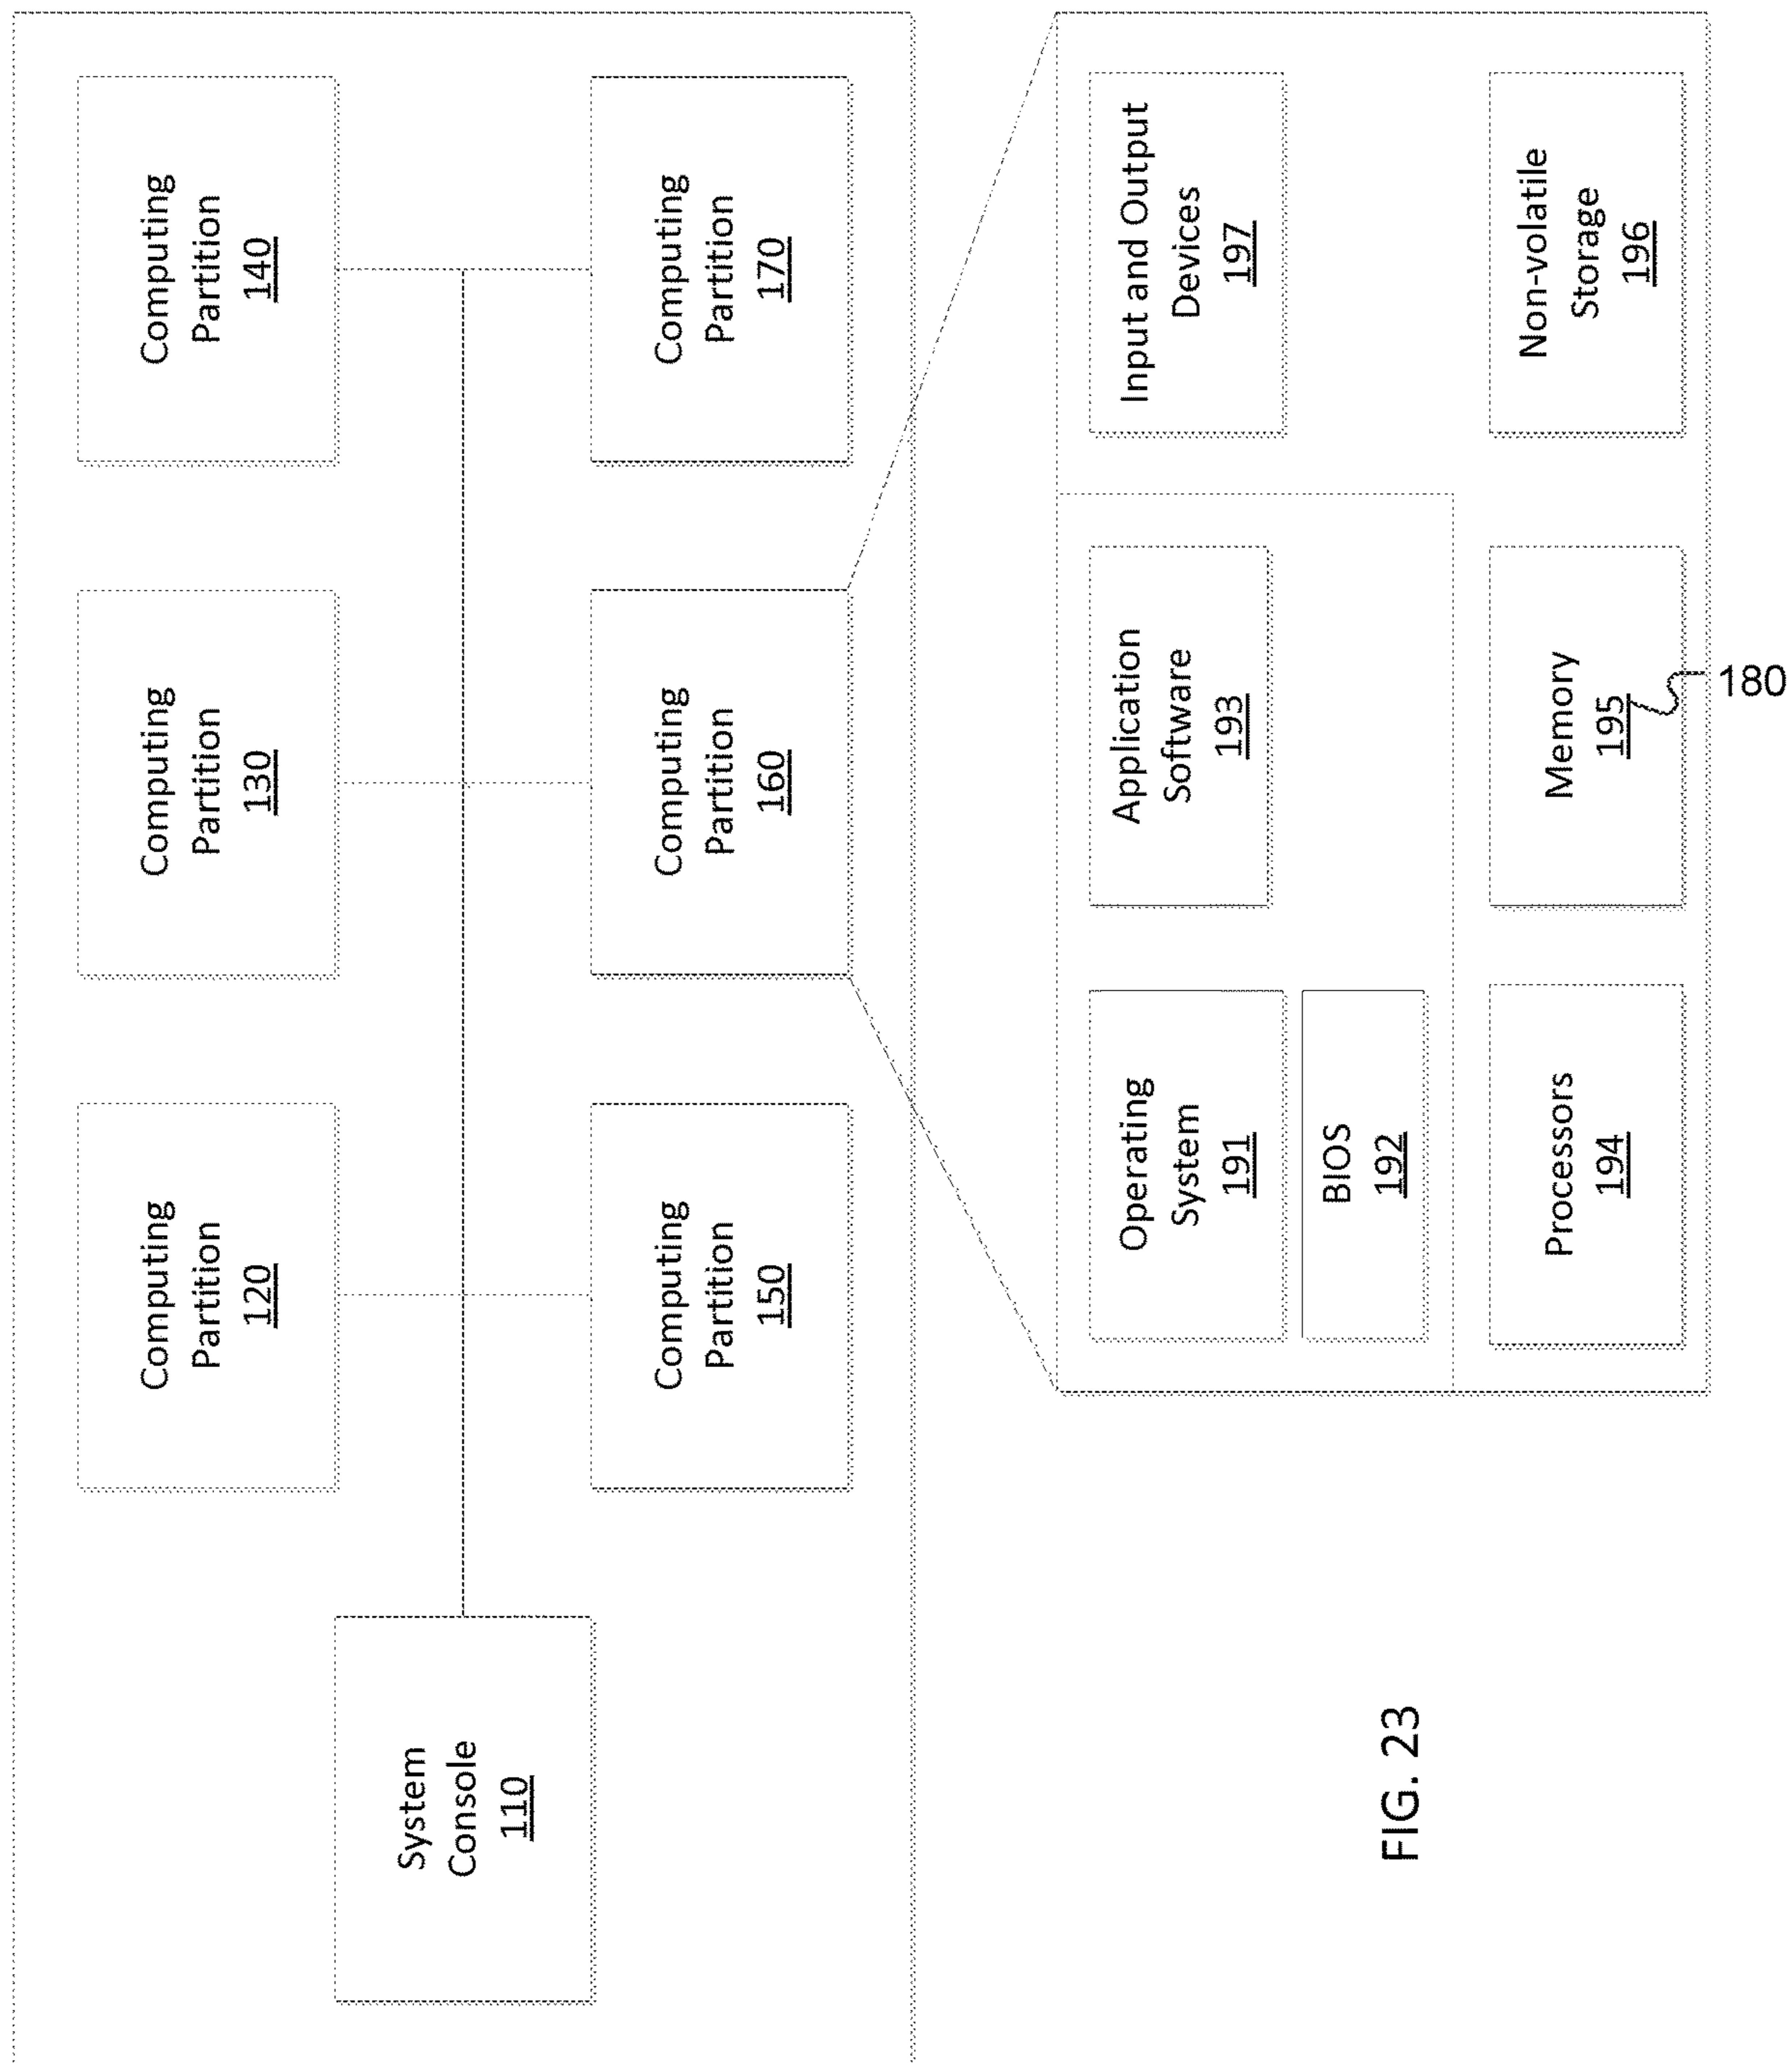 System
Console
110
Computing
Partition
120
Computing
Partition
130
Computing
Partition
140
Computing
Partition
150
Computing
Partition
160
Computing
Partition
170
Operating
System
191
BIOS
192
Application
Software
193
Input and Output
Devices
197
Processors
194
Memory
195
Non-volatile
Storage
196
180
FIG. 23